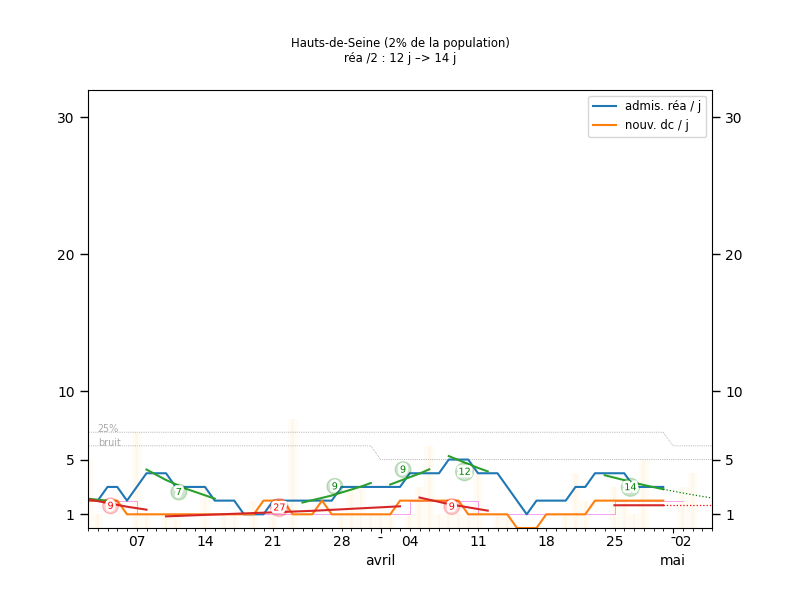 Hauts-de-Seine (2% de la population)
réa /2 : 12 j –> 14 j
admis. réa / j
nouv. dc / j
30 30
20 20
10 10
25%
bruit
5 5
9 7 9 9 12 14
9 27 9
1 1
07 14 21 28 - 04 11 18 25 - 02
avril mai